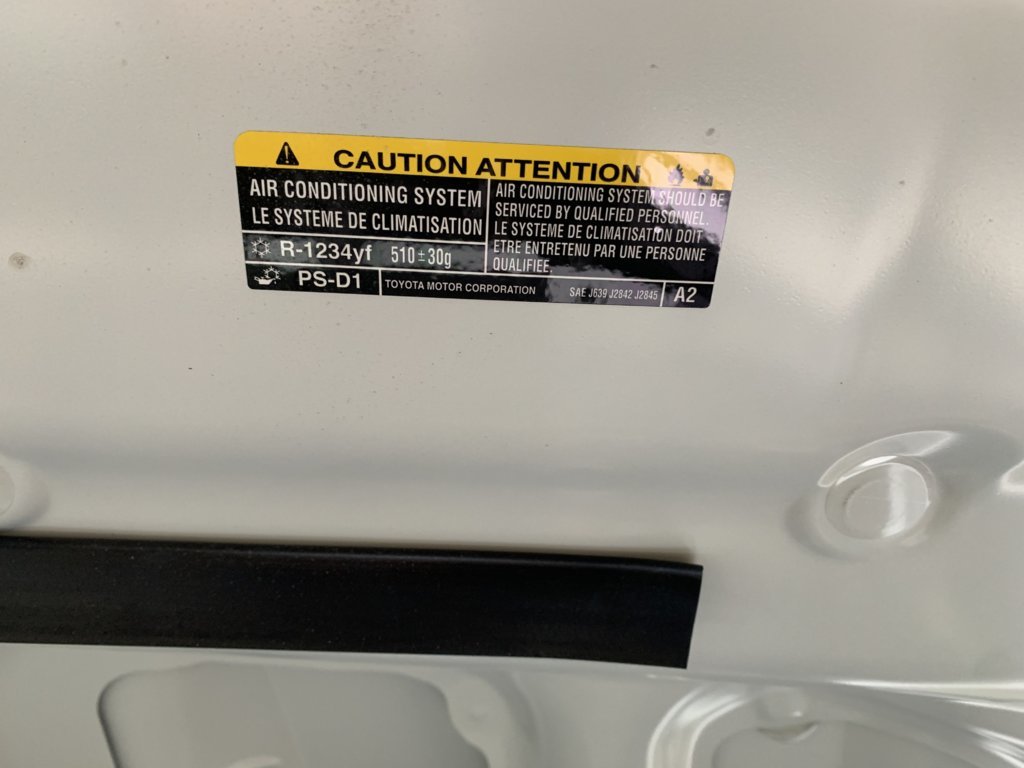 CAUTION ATTENTION
AIR CONDITIONING SYSTEM
LE SYSTEME DE CLIMATISATION
AIR CONDITIONING SYSTEM SHOULD BE
SERVICED BY QUALIFIED PERSONNEL.
LE SYSTEME DE CLIMATISATION DOIT
ETRE ENTRETENU PAR UNE PERSONNE
QUALIFIEE.
R-1234yf 510±30g
PS-D1
TOYOTA MOTOR CORPORATION SAE J639 J2842 J2845
A2